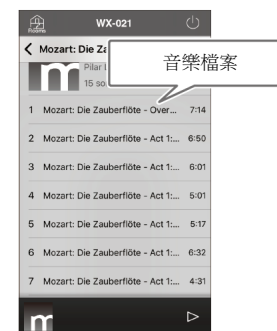 WX-021
Mozart: Die Za
音樂檔案
Pilar
15 so
1 Mozart: Die Zauberflöte - Over... 7:14
2 Mozart: Die Zauberflöte - Act 1:... 6:50
3 Mozart: Die Zauberflöte - Act 1:... 6:01
4 Mozart: Die Zauberflöte - Act 1:... 5:01
5 Mozart: Die Zauberflöte - Act 1:... 5:17
6 Mozart: Die Zauberflöte - Act 1:... 6:32
7 Mozart: Die Zauberflöte - Act 1:... 4:31